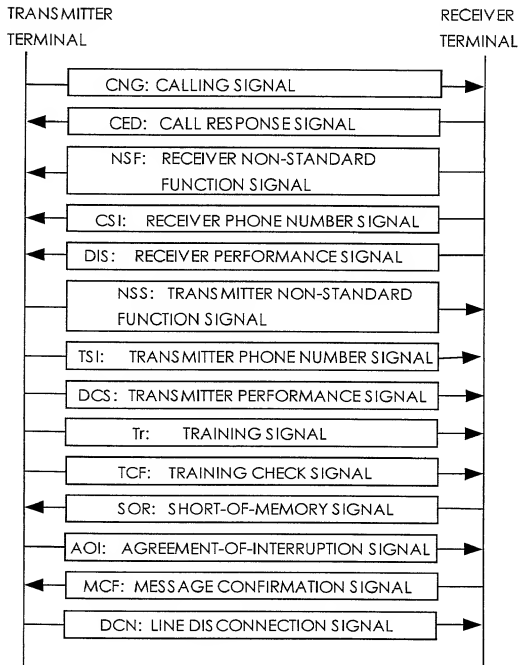 TRANSMITTER
TERMINAL
RECEIVER
TERMINAL
CNG: CALLING SIGNAL
CED: CALL RESPONSE SIGNAL
NSF: RECEIVER NON-STANDARD
FUNCTION SIGNAL
CSI: RECEIVER PHONE NUMBER SIGNAL
DIS: RECEIVER PERFORMANCE SIGNAL
NSS: TRANSMITTER NON-STANDARD
FUNCTION SIGNAL
TSI: TRANSMITTER PHONE NUMBER SIGNAL
DCS: TRANSMITTER PERFORMANCE SIGNAL
Tr: TRAINING SIGNAL
TCF: TRAINING CHECK SIGNAL
SOR: SHORT-OF-MEMORY SIGNAL
AOI: AGREEMENT-OF-INTERRUPTION SIGNAL
MCF: MESSAGE CONFIRMATION SIGNAL
DCN: LINE DISCONNECTION SIGNAL